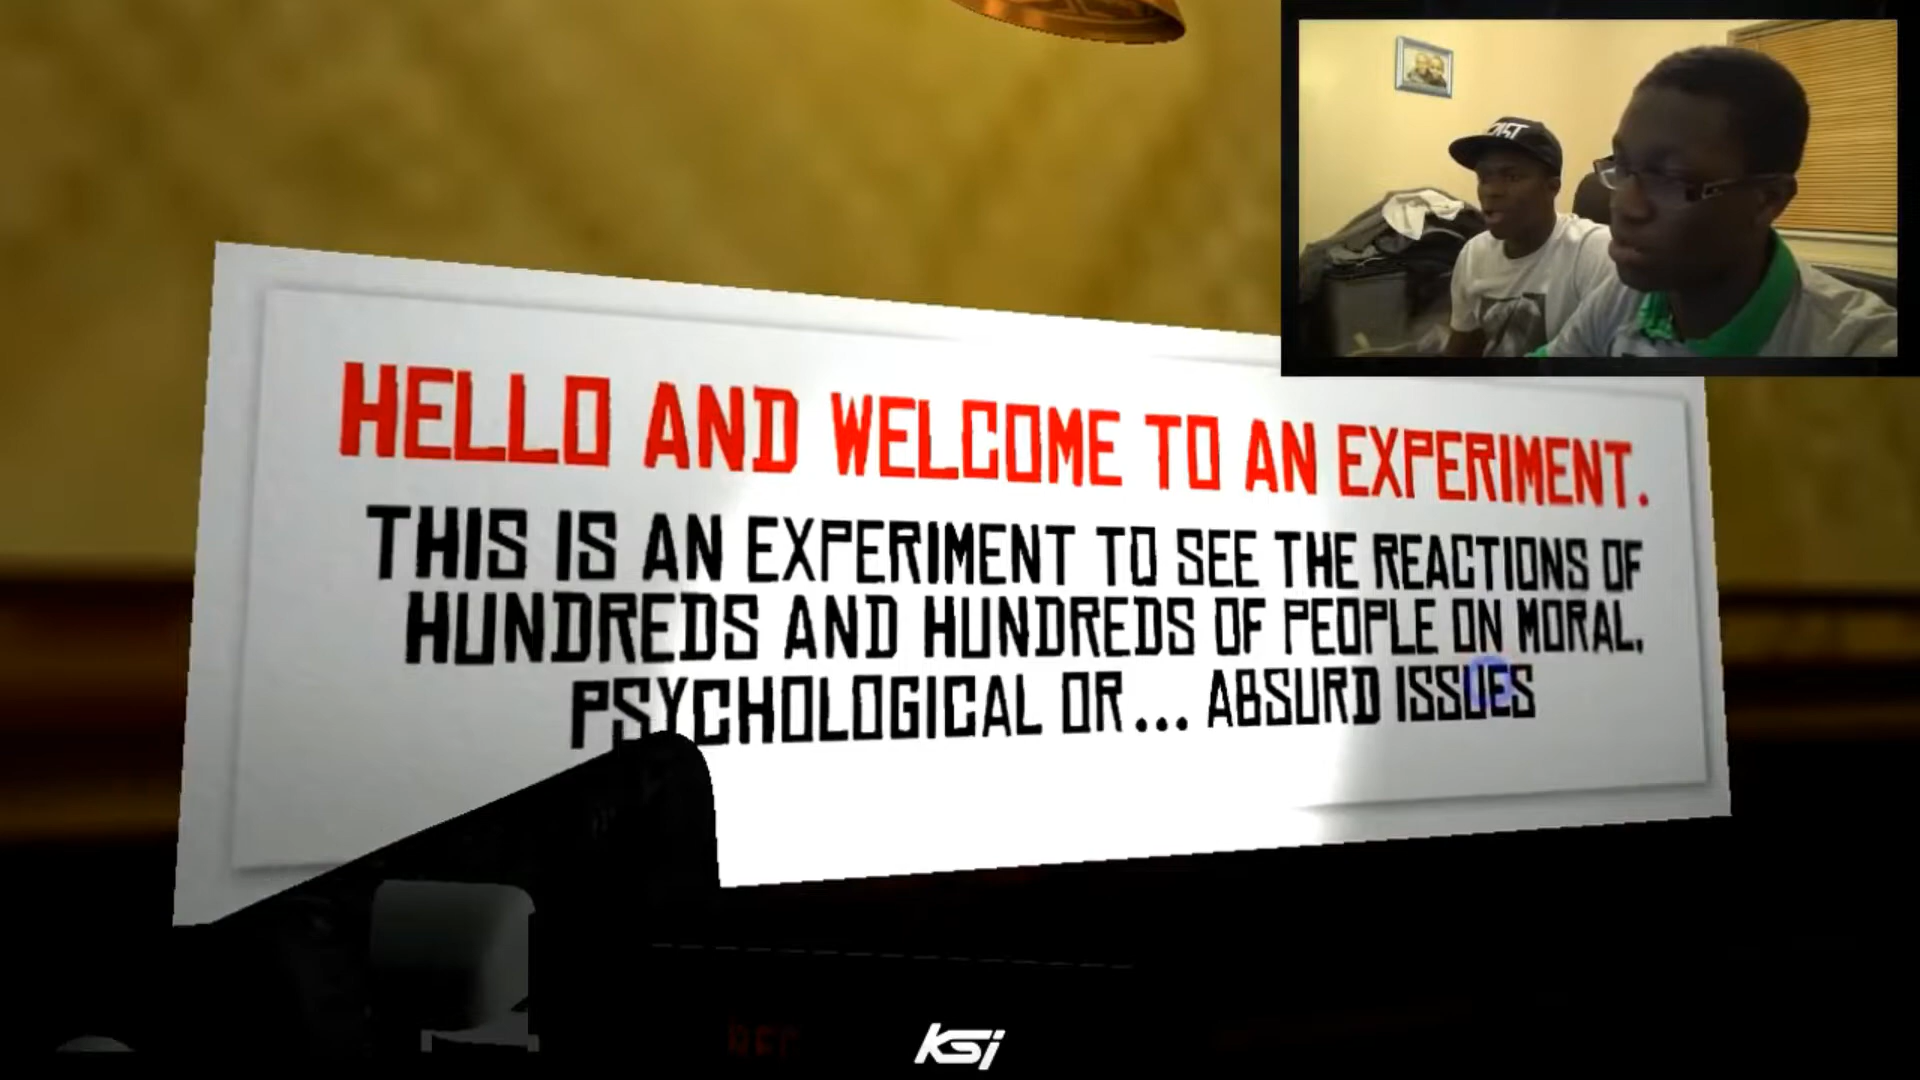 HELLO AND WELCOME TO AN EXPERIMENT.
THIS IS AN EXPERIMENT TO SEE THE REACTIONS OF
HUNDREDS AND HUNDREDS OF PEOPLE ON MORAL,
PSYCHOLOGICAL OR... ABSURD ISSUES
KSI